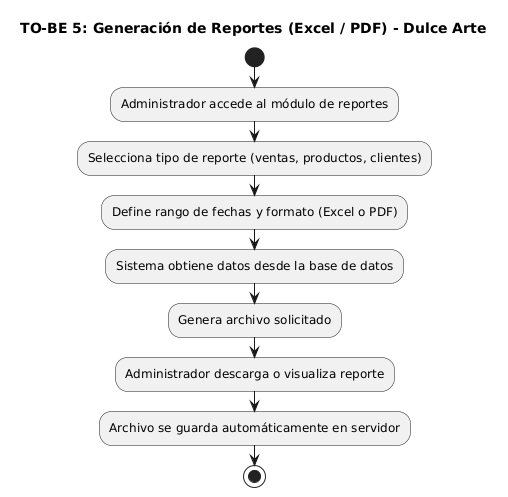 TO-BE 5: Generación de Reportes (Excel / PDF) - Dulce Arte
Administrador accede al módulo de reportes
Selecciona tipo de reporte (ventas, productos, clientes)
Define rango de fechas y formato (Excel o PDF)
Sistema obtiene datos desde la base de datos
Genera archivo solicitado
Administrador descarga o visualiza reporte
Archivo se guarda automáticamente en servidor